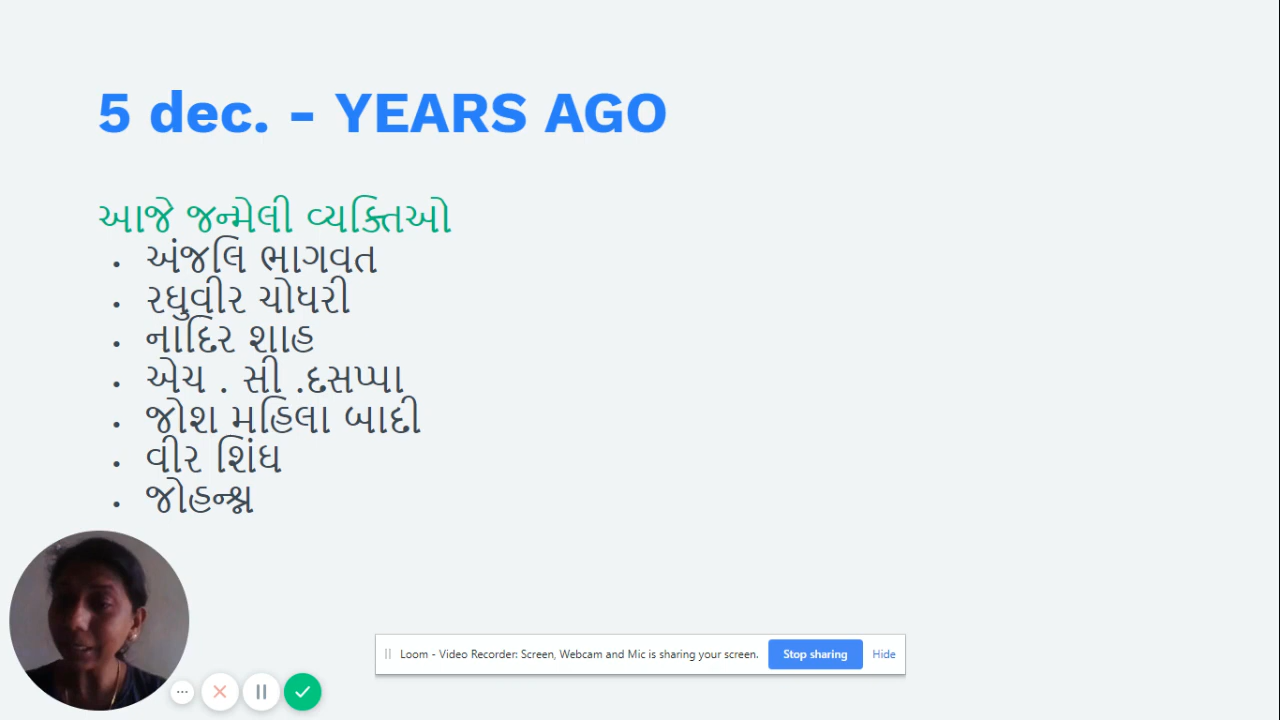 5 dec. - YEARS AGO
આજે જન્મેલી વ્યક્તિઓ
• અંજલિ ભાગવત
• રઘુવીર ચોધરી
• નાદિર શાહ
• એચ . સી .દસપ્પા
• જોશ મહિલા બાદી
• વીર શિંઘ
• જોહન્શ્ન
Loom - Video Recorder: Screen, Webcam and Mic is sharing your screen. Stop sharing Hide